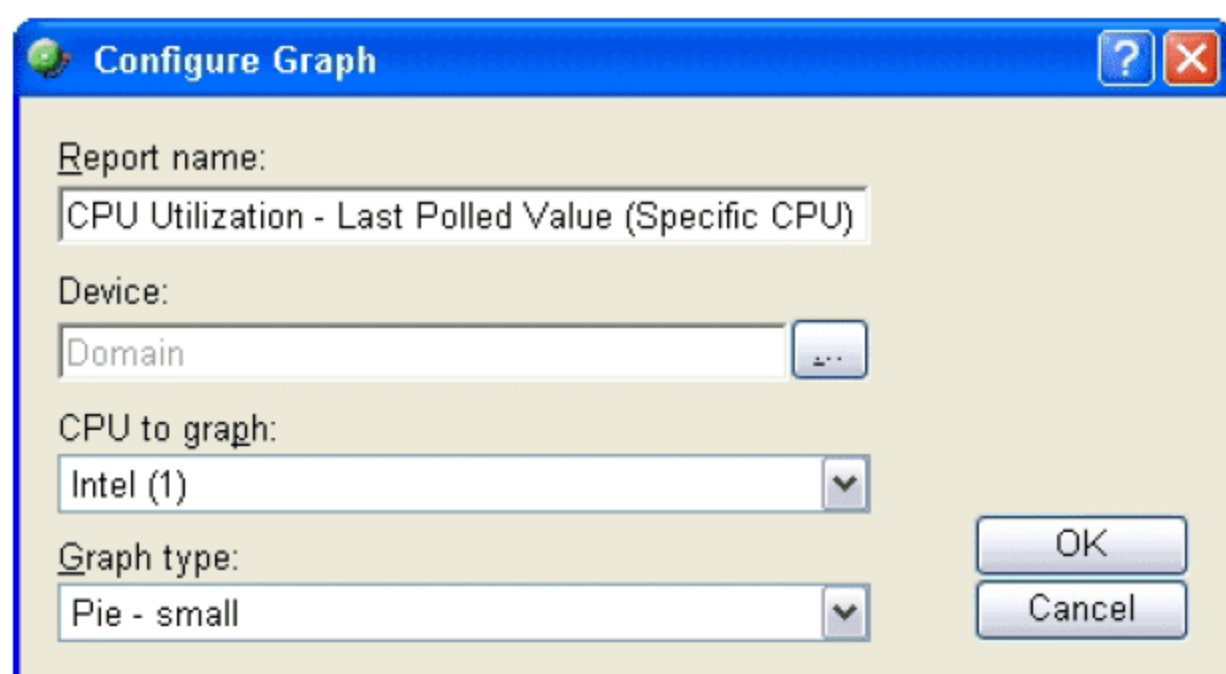 Configure Graph
?
Report name:
CPU Utilization - Last Polled Value (Specific CPU)
Device:
Domain
...
CPU to graph:
Intel (1)
Graph type:
Pie - small
OK
Cancel